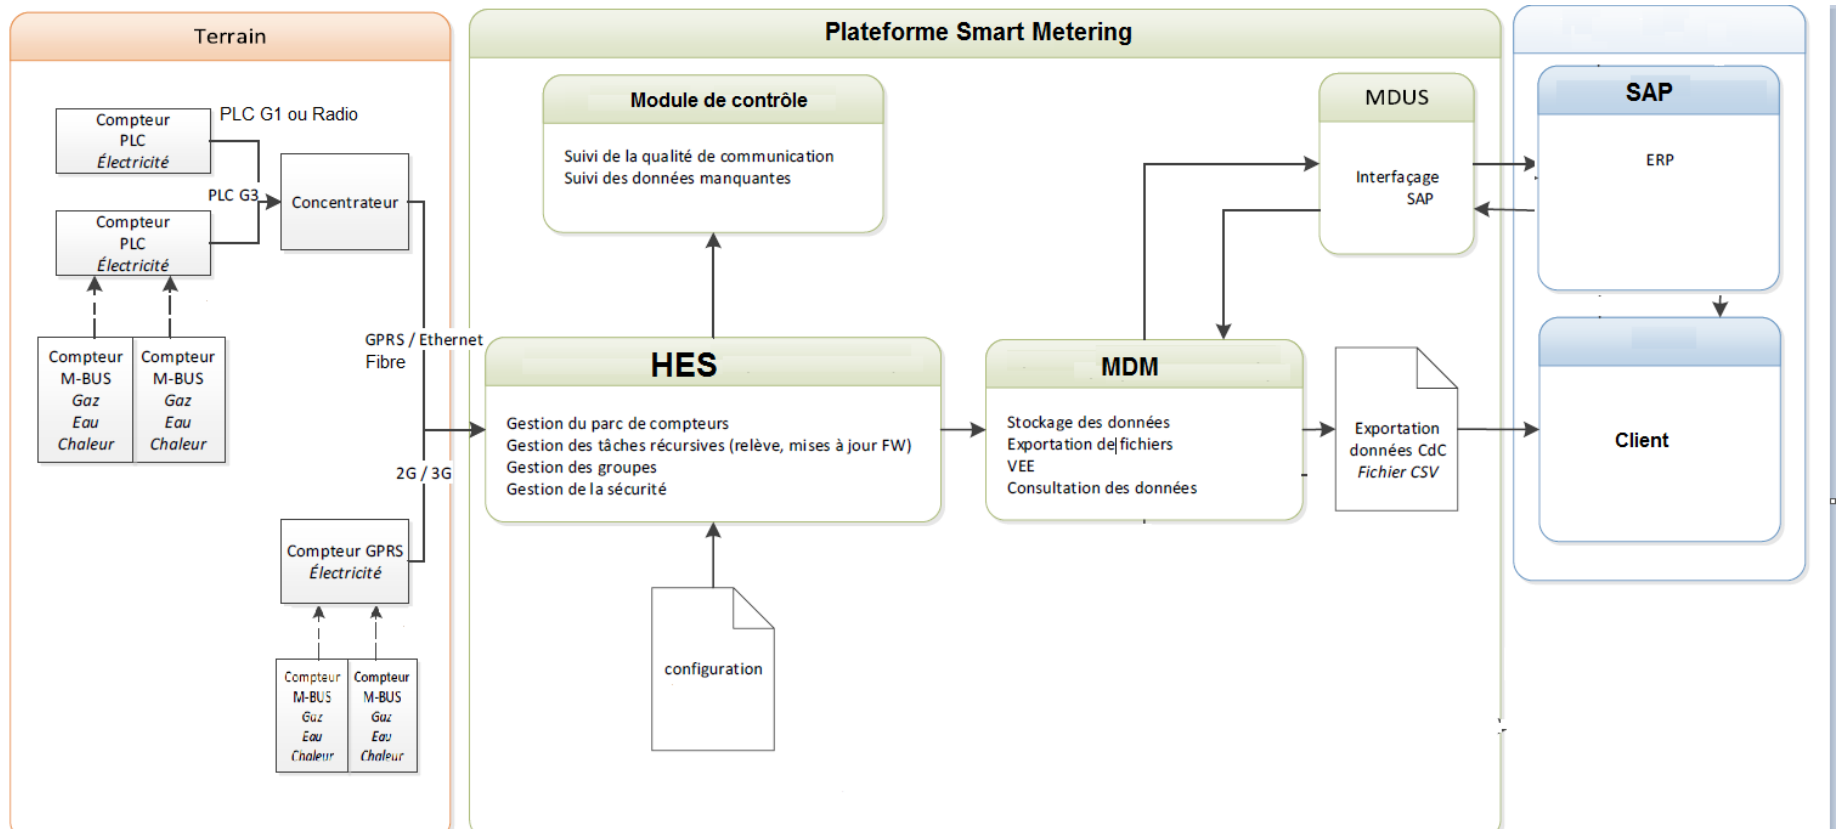 Terrain
Compteur
PLC
Électricité
PLC G1 ou Radio
PLC G3
Compteur
PLC
Électricité
Concentrateur
Compteur
M-BUS
Gaz
Eau
Chaleur
Compteur
M-BUS
Gaz
Eau
Chaleur
GPRS / Ethernet
Fibre
2G / 3G
Compteur GPRS
Électricité
Compteur
M-BUS
Gaz
Eau
Chaleur
Compteur
M-BUS
Gaz
Eau
Chaleur
Plateforme Smart Metering
Module de contrôle
Suivi de la qualité de communication
Suivi des données manquantes
HES
Gestion du parc de compteurs
Gestion des tâches récursives (relève, mises à jour FW)
Gestion des groupes
Gestion de la sécurité
configuration
MDM
Stockage des données
Exportation de fichiers
VEE
Consultation des données
MDUS
Interfaçage
SAP
Exportation
données CdC
Fichier CSV
SAP
ERP
Client